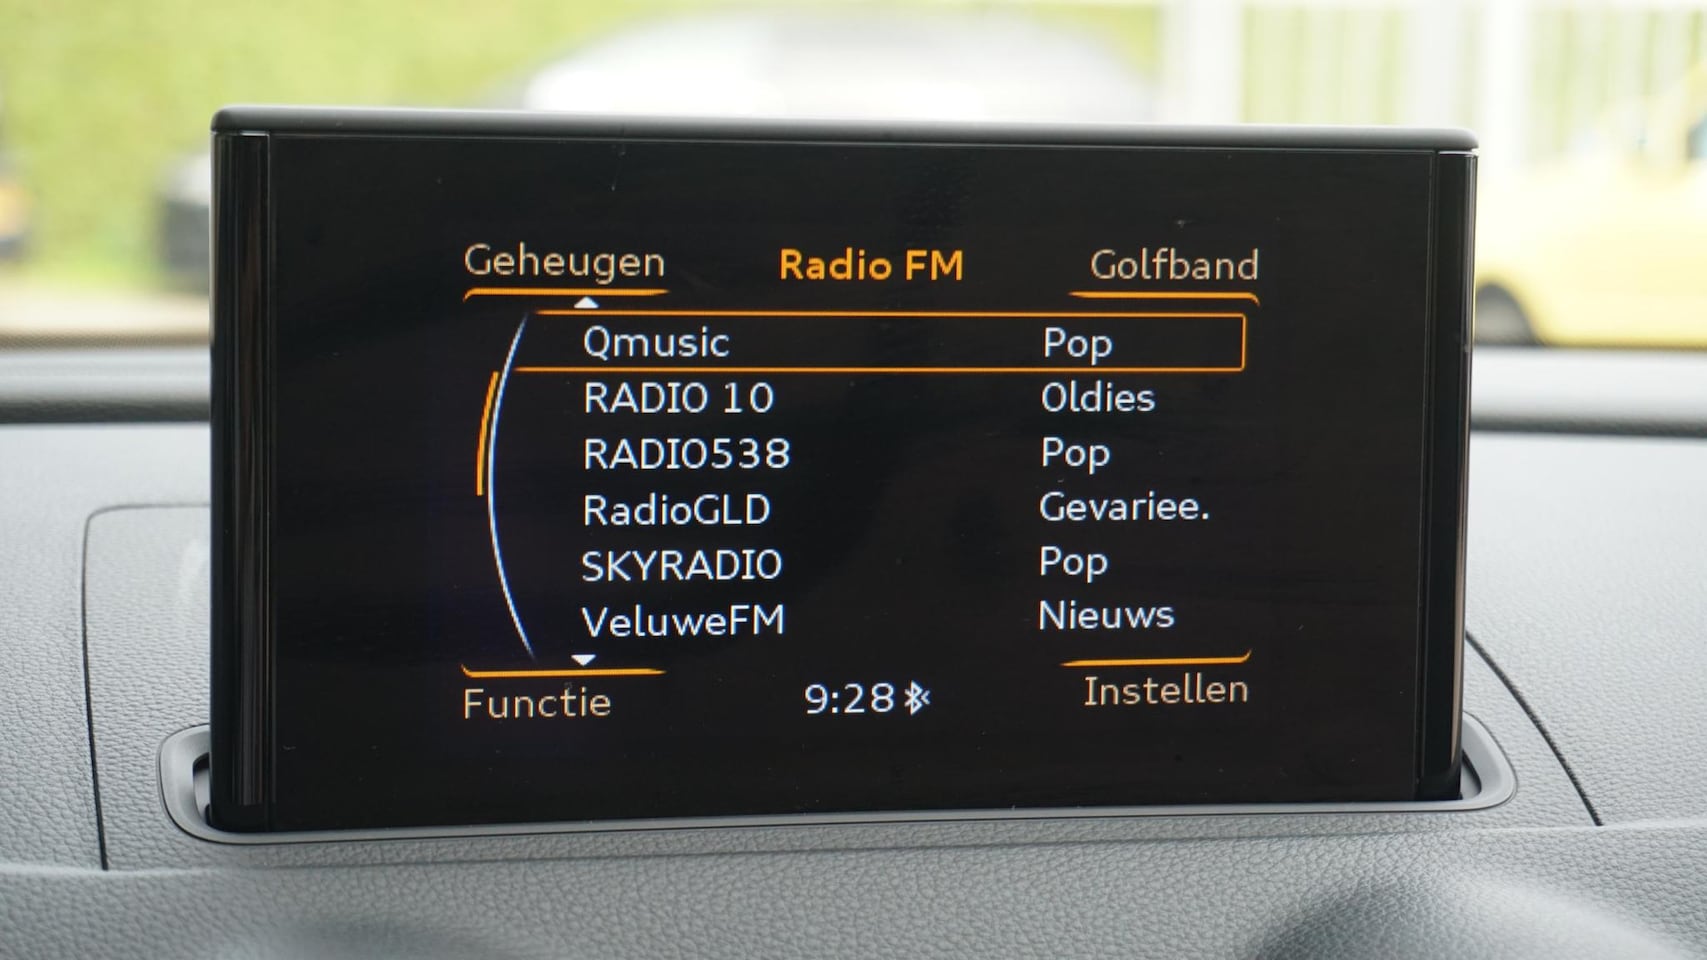 Geheugen Radio FM Golfband
Qmusic Pop
RADIO 10 Oldies
RADIO538 Pop
RadioGLD Gevariee.
SKYRADIO Pop
VeluweFM Nieuws
Functie 9:28 Instellen